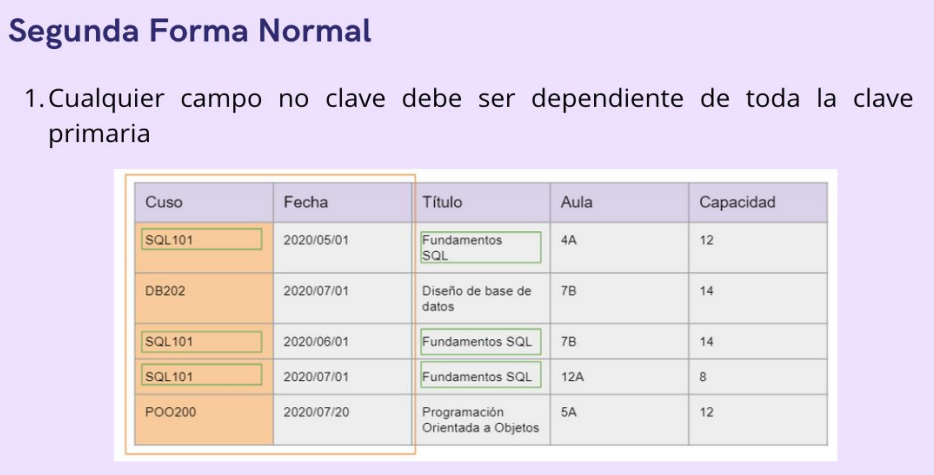 Segunda Forma Normal
1. Cualquier campo no clave debe ser dependiente de toda la clave
primaria
Cuso Fecha Título Aula Capacidad
SQL101 2020/05/01 Fundamentos 4A 12
SQL
DB202 2020/07/01 Diseño de base de 7B 14
datos
SQL101 2020/06/01 Fundamentos SQL 7B 14
SQL101 2020/07/01 Fundamentos SQL 12A 8
POO200 2020/07/20 Programación 5A 12
Orientada a Objetos